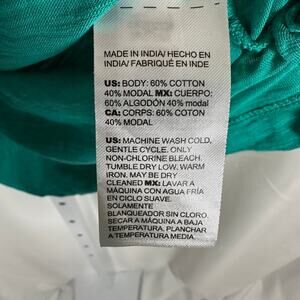 MADE IN INDIA/ HECHO EN
INDIA/ FABRIQUÉ EN INDE
US: BODY: 60% COTTON
40% MODAL MX: CUERPO:
60% ALGODÓN 40% modal
CA: CORPS: 60% COTON
40% MODAL
US: MACHINE WASH COLD,
GENTLE CYCLE. ONLY
NON-CHLORINE BLEACH.
TUMBLE DRY LOW. WARM
IRON. MAY BE DRY
CLEANED MX: LAVAR A
MÁQUINA CON AGUA FRÍA
EN CICLO SUAVE.
SOLAMENTE
BLANQUEADOR SIN CLORO.
SECAR A MÁQUINA A BAJA
TEMPERATURA. PLANCHAR
A TEMPERATURA MEDIA.